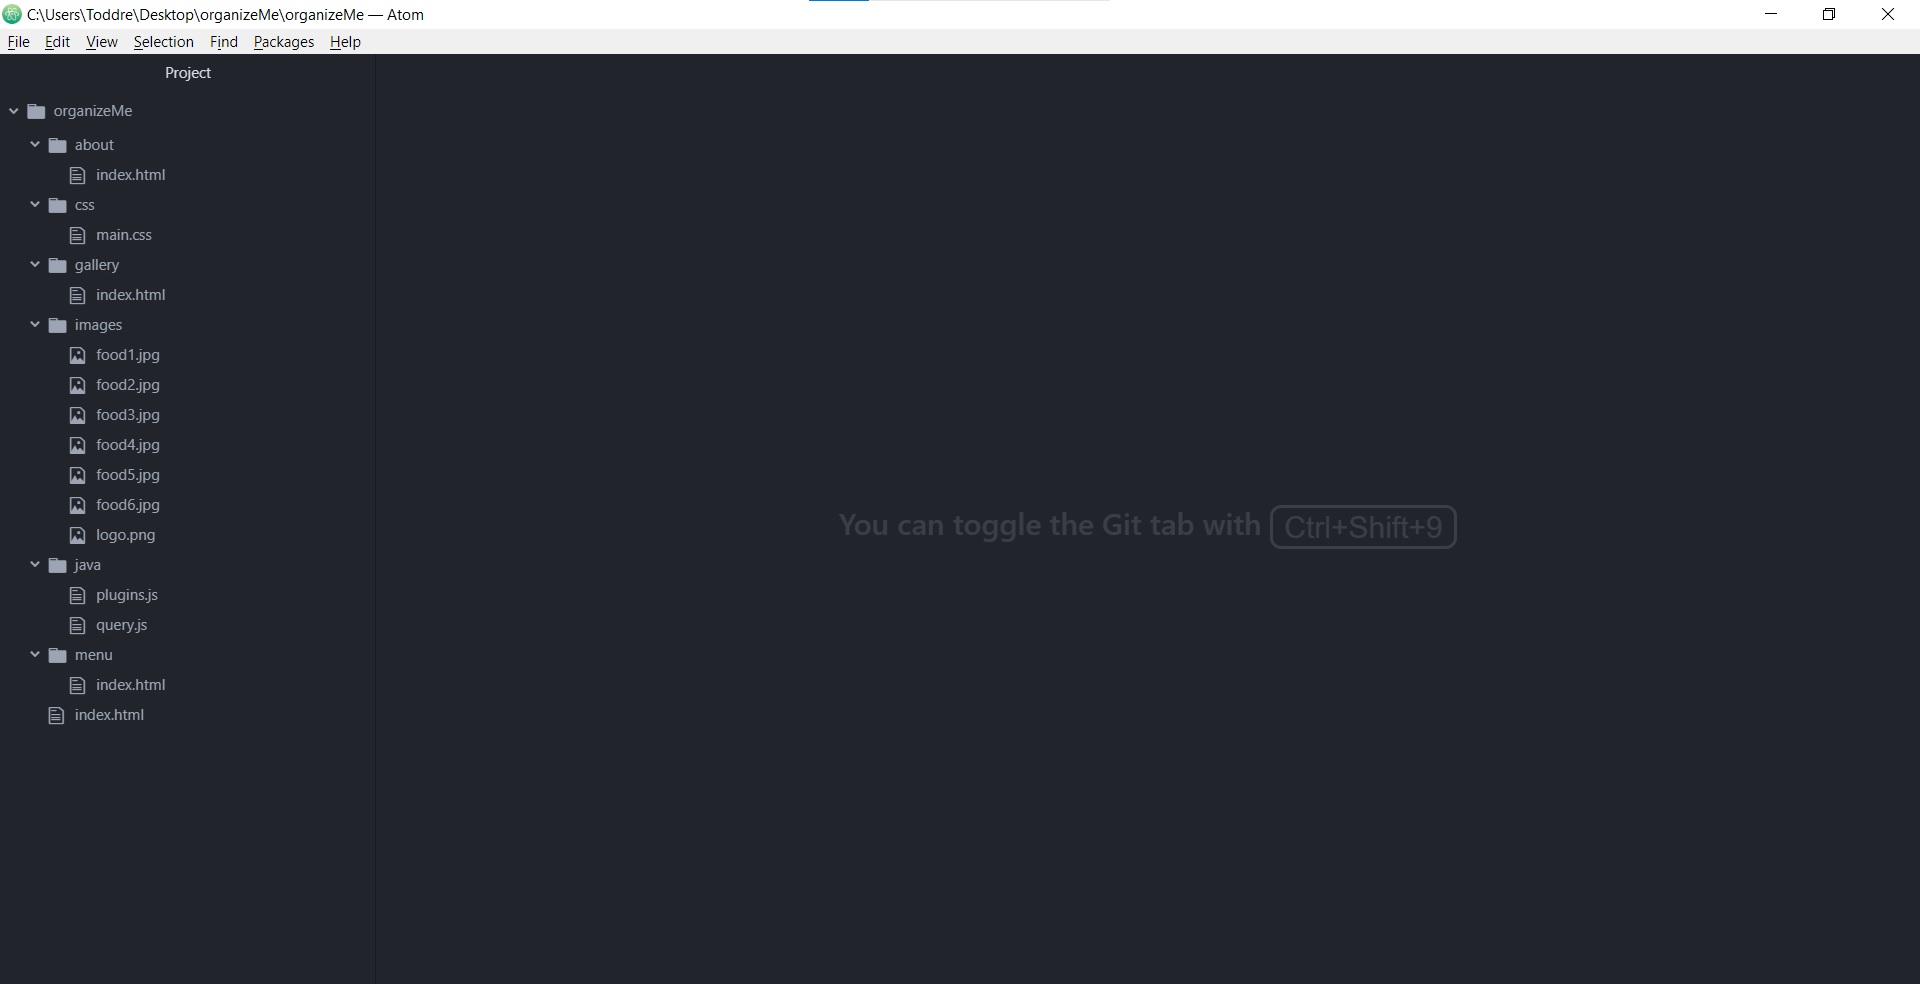 C:\Users\Toddre\Desktop\organizeMe\organizeMe — Atom
File Edit View Selection Find Packages Help
Project
organizeMe
about
index.html
css
main.css
gallery
index.html
images
food1.jpg
food2.jpg
food3.jpg
food4.jpg
food5.jpg
food6.jpg
logo.png
java
plugins.js
query.js
menu
index.html
index.html
You can toggle the Git tab with Ctrl+Shift+9